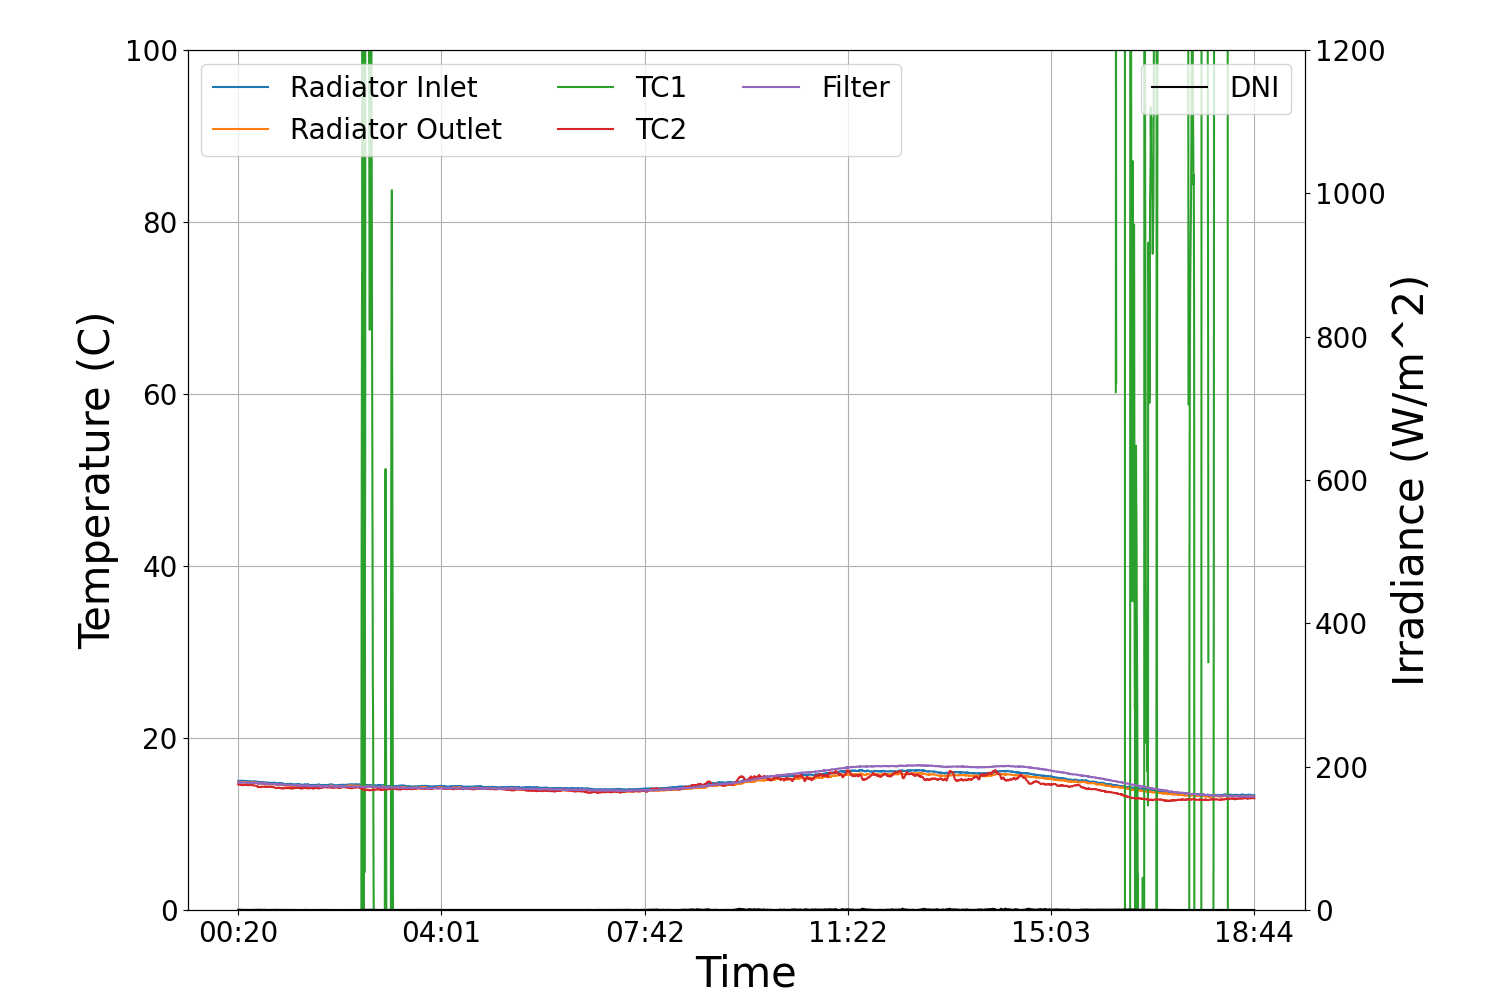 100
80
60
40
20
0
Temperature (C)
Radiator Inlet
Radiator Outlet
TC1
TC2
Filter
DNI
1200
1000
800
600
400
200
0
Irradiance (W/m^2)
00:20 04:01 07:42 11:22 15:03 18:44
Time